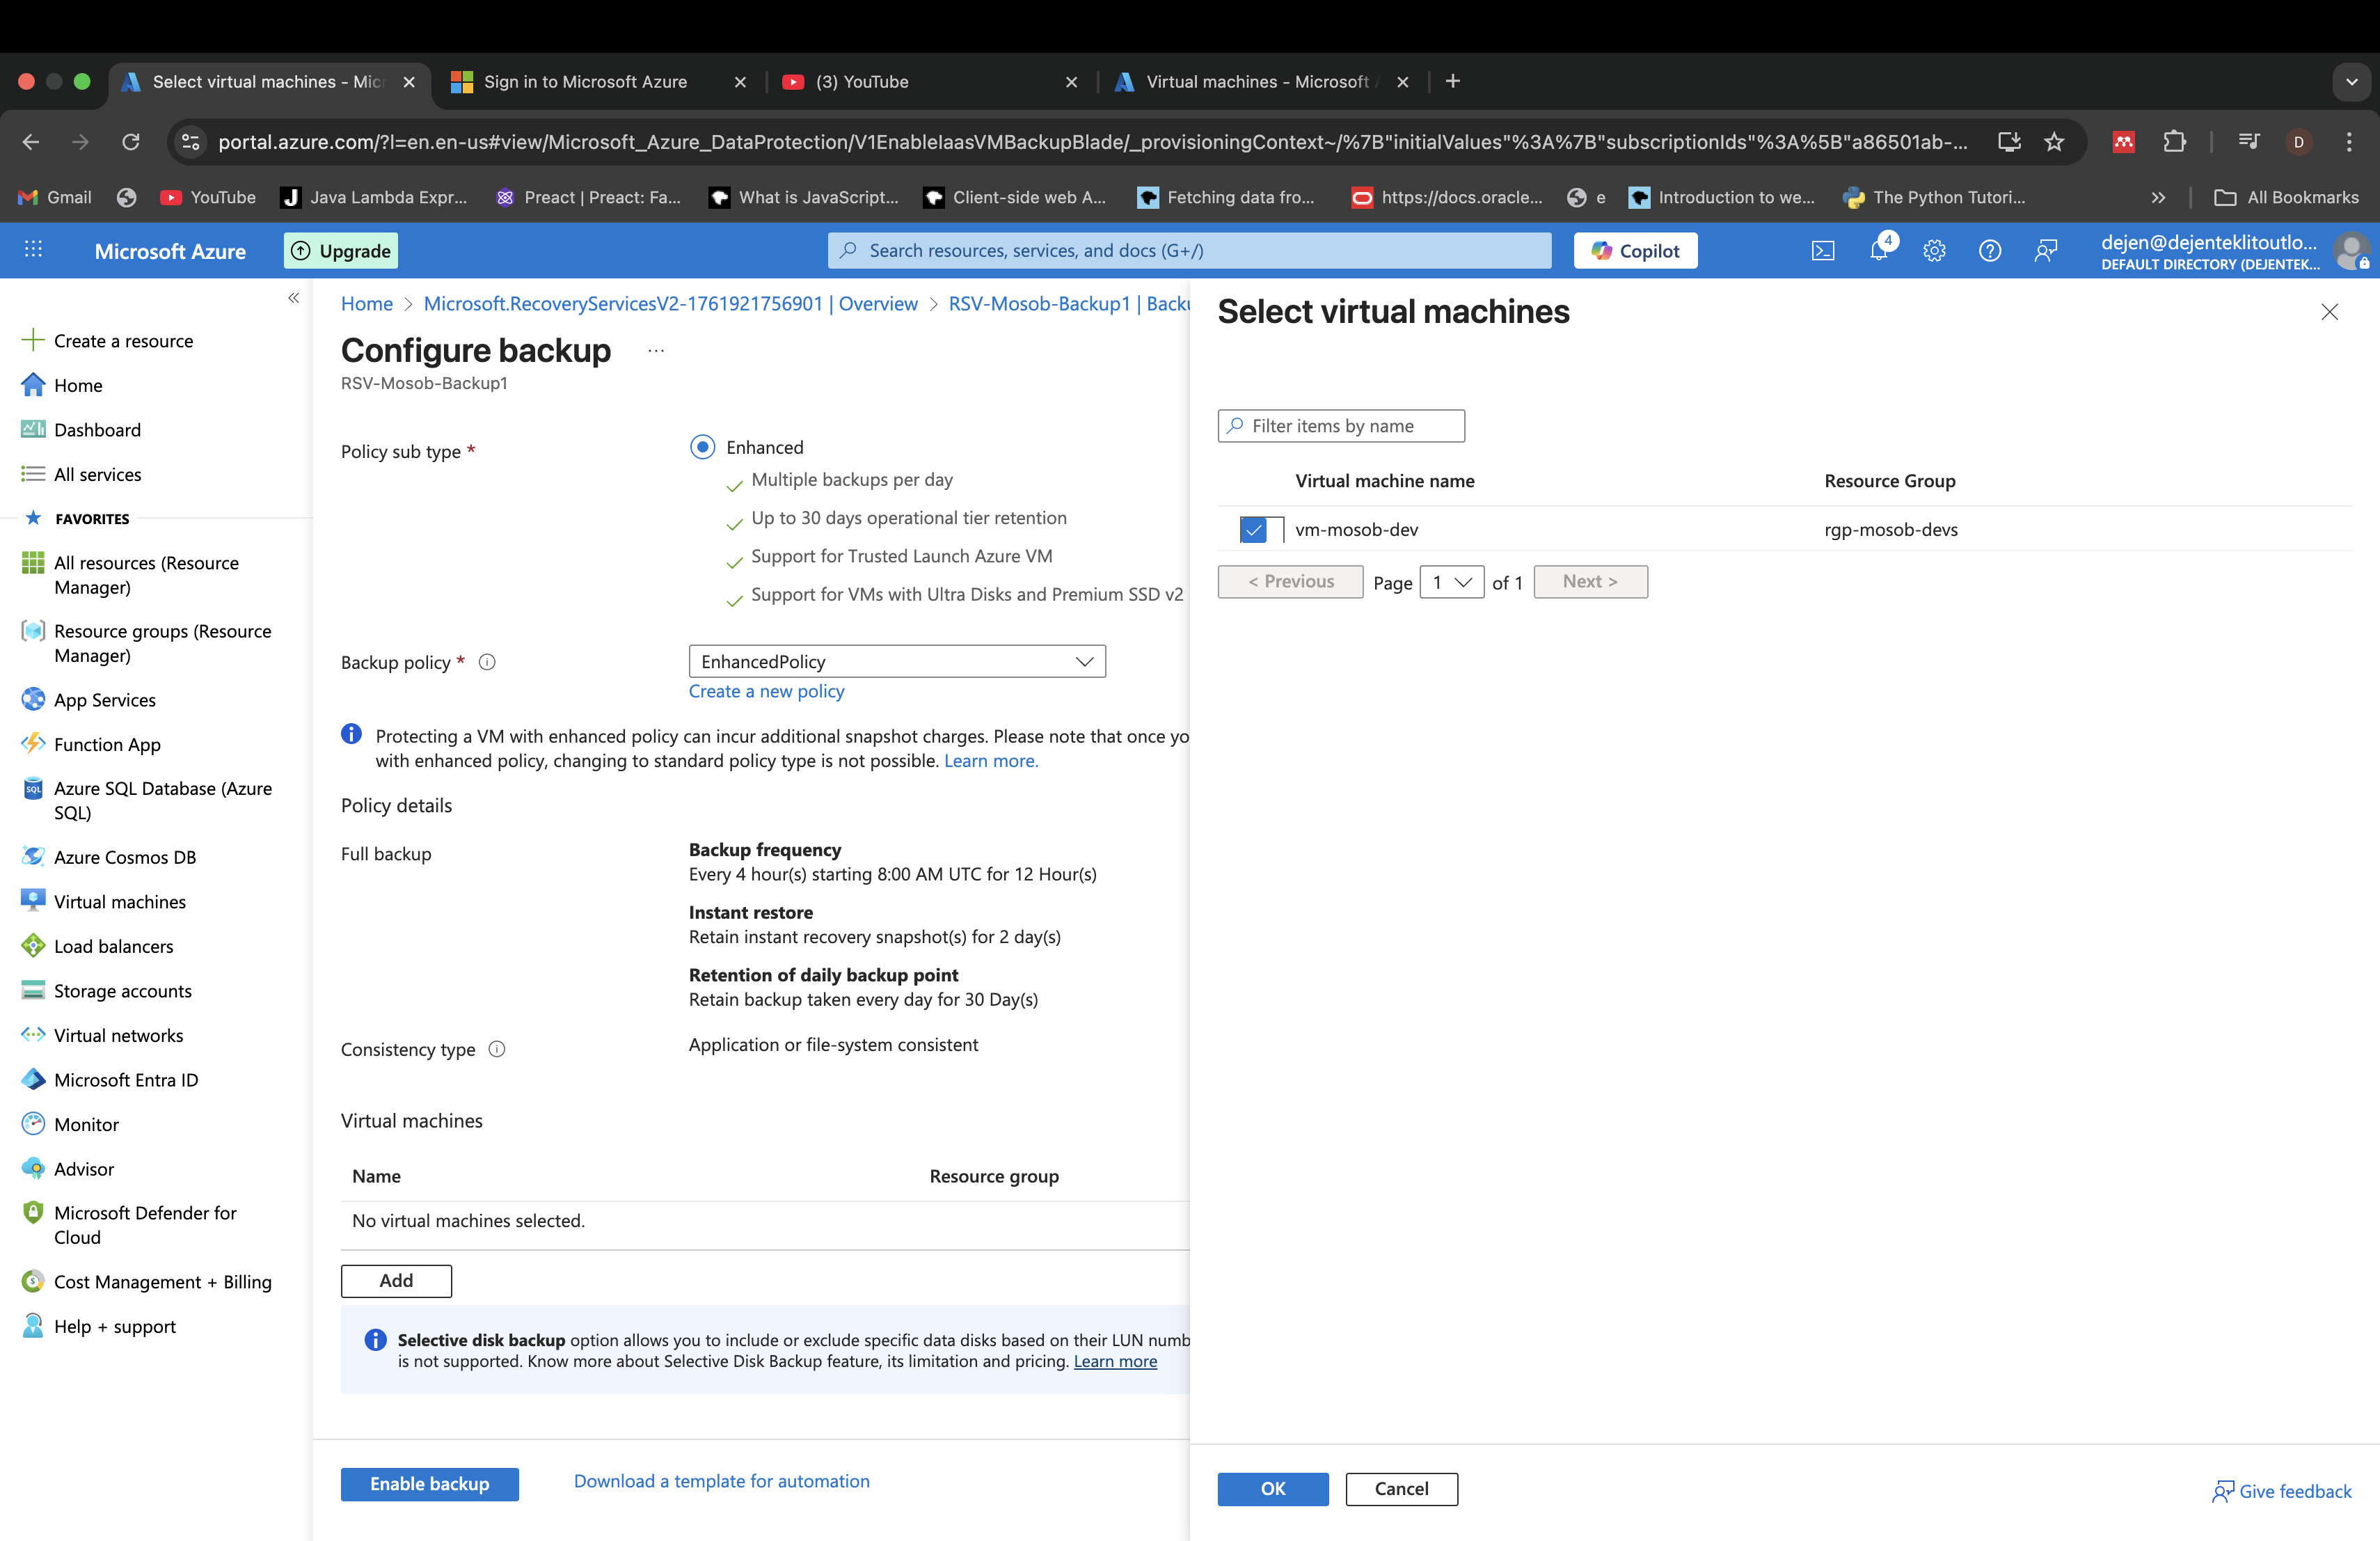 Select virtual machines - Mic
Sign in to Microsoft Azure
(3) YouTube
Virtual machines - Microsoft
portal.azure.com/?l=en.en-us#view/Microsoft_Azure_DataProtection/V1EnableIaasVMBackupBlade/_provisioningContext~/%7B"initialValues"%3A%7B"subscriptionIds"%3A%5B"a86501ab-...
D
Gmail
YouTube
Java Lambda Expr...
Preact | Preact: Fa...
What is JavaScript...
Client-side web A...
Fetching data fro...
https://docs.oracle...
e
Introduction to we...
The Python Tutori...
All Bookmarks
Microsoft Azure
Upgrade
Search resources, services, and docs (G+/)
Copilot
4
dejen@dejenteklitoutlo...
DEFAULT DIRECTORY (DEJENTEK...
Create a resource
Home
Dashboard
All services
FAVORITES
All resources (Resource
Manager)
Resource groups (Resource
Manager)
App Services
Function App
Azure SQL Database (Azure
SQL)
Azure Cosmos DB
Virtual machines
Load balancers
Storage accounts
Virtual networks
Microsoft Entra ID
Monitor
Advisor
Microsoft Defender for
Cloud
Cost Management + Billing
Help + support
Home > Microsoft.RecoveryServicesV2-1761921756901 | Overview > RSV-Mosob-Backup1 | Backu
Configure backup ...
RSV-Mosob-Backup1
Policy sub type *
Enhanced
Multiple backups per day
Up to 30 days operational tier retention
Support for Trusted Launch Azure VM
Support for VMs with Ultra Disks and Premium SSD v2
Backup policy *
EnhancedPolicy
Create a new policy
Protecting a VM with enhanced policy can incur additional snapshot charges. Please note that once yo
with enhanced policy, changing to standard policy type is not possible. Learn more.
Policy details
Full backup
Backup frequency
Every 4 hour(s) starting 8:00 AM UTC for 12 Hour(s)
Instant restore
Retain instant recovery snapshot(s) for 2 day(s)
Retention of daily backup point
Retain backup taken every day for 30 Day(s)
Consistency type
Application or file-system consistent
Virtual machines
Name
Resource group
No virtual machines selected.
Add
Selective disk backup option allows you to include or exclude specific data disks based on their LUN numb
is not supported. Know more about Selective Disk Backup feature, its limitation and pricing. Learn more
Enable backup
Download a template for automation
Select virtual machines
Filter items by name
Virtual machine name
Resource Group
vm-mosob-dev
rgp-mosob-devs
< Previous
Page
1
of 1
Next >
OK
Cancel
Give feedback